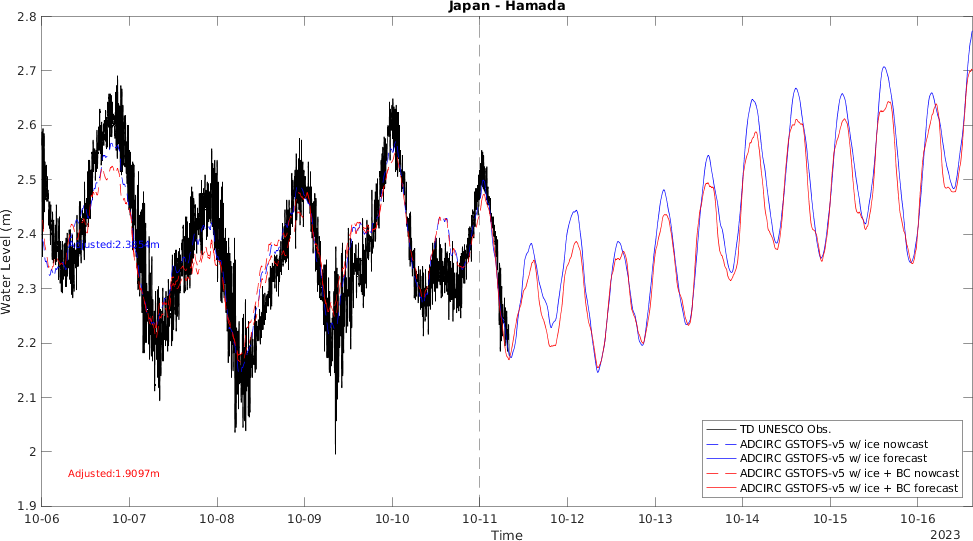 Japan - Hamada
2.8
2.7
2.6
2.5
2.4
2.3
2.2
2.1
2
1.9
Water Level (m)
Adjusted:1.9097m
TD UNESCO Obs.
ADCIRC GSTOFS-v5 w/ ice nowcast
ADCIRC GSTOFS-v5 w/ ice forecast
ADCIRC GSTOFS-v5 w/ ice + BC nowcast
ADCIRC GSTOFS-v5 w/ ice + BC forecast
10-06 10-07 10-08 10-09 10-10 10-11 10-12 10-13 10-14 10-15 10-16
Time
2023